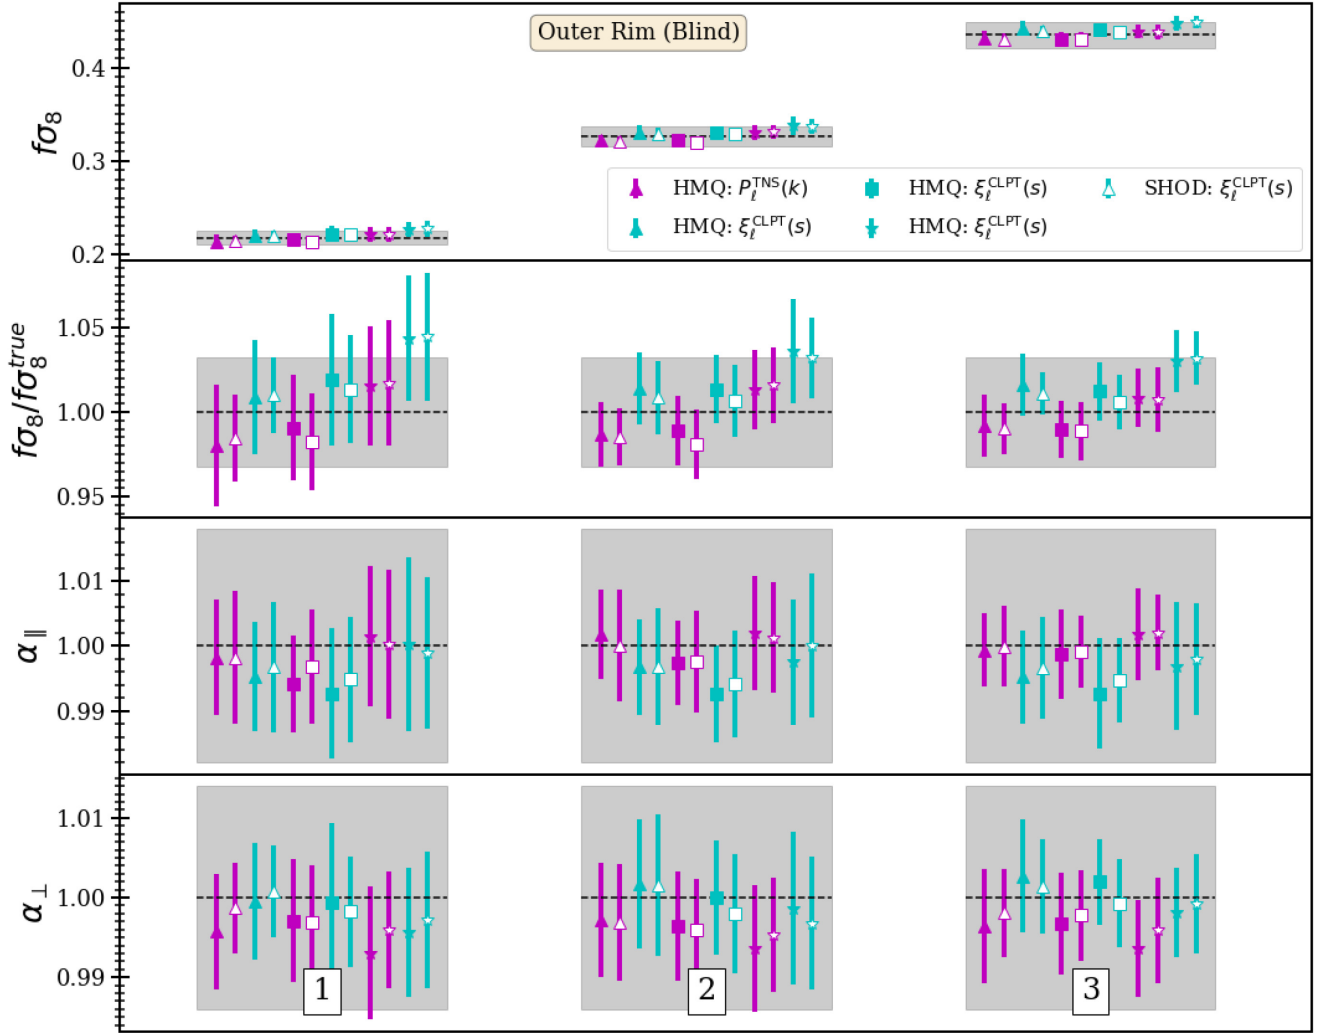 Outer Rim (Blind)
fσ₈
0.4
0.3
0.2
HMQ: P_ℓ^TNS(k) HMQ: ξ_ℓ^CLPT(s) SHOD: ξ_ℓ^CLPT(s)
HMQ: ξ_ℓ^CLPT(s) HMQ: ξ_ℓ^CLPT(s)
fσ₈/fσ₈^true
1.05
1.00
0.95
α_∥
1.01
1.00
0.99
α_⊥
1.01
1.00
0.99
1 2 3